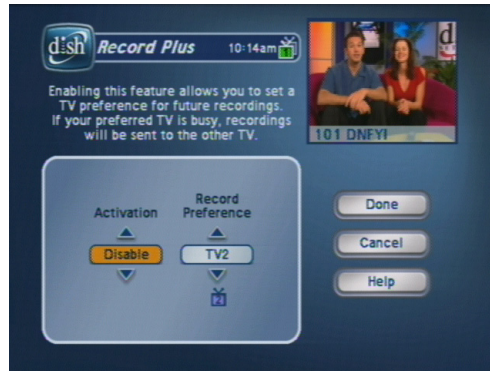 dish Record Plus 10:14am 1
Enabling this feature allows you to set a
TV preference for future recordings.
If your preferred TV is busy, recordings
will be sent to the other TV.
101 DNFYI
Activation
Record
Preference
Disable
TV2
2
Done
Cancel
Help